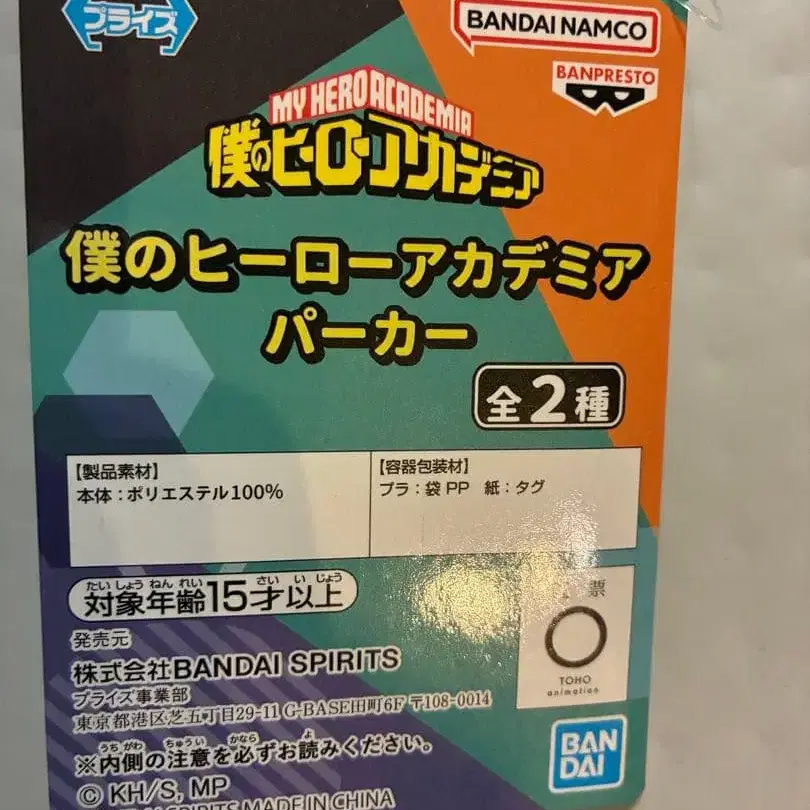 プライズ
BANDAI NAMCO
BANPRESTO
MY HERO ACADEMIA
僕のヒーローアカデミア
僕のヒーローアカデミア
パーカー
全2種
【製品素材】
本体：ポリエステル100%
【容器包装材】
プラ：袋 PP 紙：タグ
たいしょうねんれい さいいじょう
対象年齢15才以上
票
TOHO
animation
発売元
株式会社BANDAI SPIRITS
プライズ事業部
東京都港区芝五丁目29-11 G-BASE田町6F 〒108-0014
うちがわ ちゅうい かなら よ
※内側の注意を必ずお読みください。
© KH/S, MP
SPIRITS MADE IN CHINA
BAN
DAI